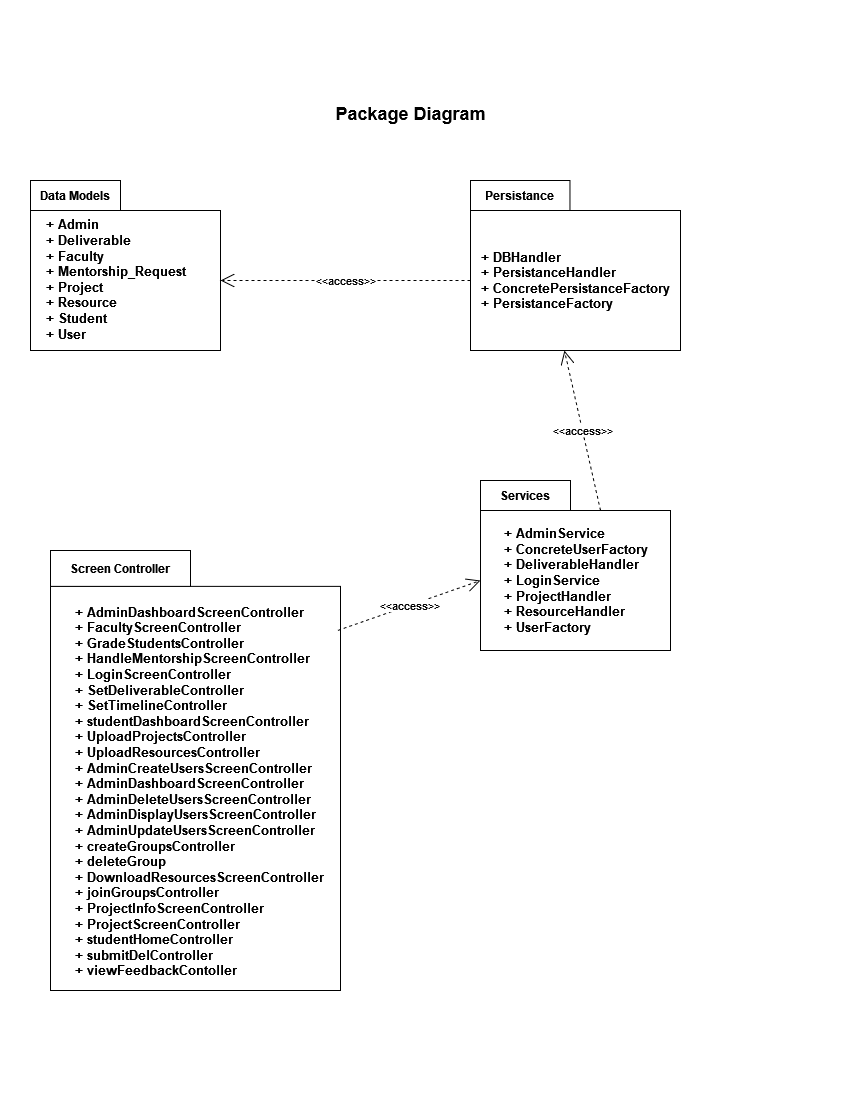 Package Diagram
Data Models
+ Admin
+ Deliverable
+ Faculty
+ Mentorship_Request
+ Project
+ Resource
+ Student
+ User
<<access>>
Persistance
+ DBHandler
+ PersistanceHandler
+ ConcretePersistanceFactory
+ PersistanceFactory
<<access>>
Services
+ AdminService
+ ConcreteUserFactory
+ DeliverableHandler
+ LoginService
+ ProjectHandler
+ ResourceHandler
+ UserFactory
<<access>>
Screen Controller
+ AdminDashboardScreenController
+ FacultyScreenController
+ GradeStudentsController
+ HandleMentorshipScreenController
+ LoginScreenController
+ SetDeliverableController
+ SetTimelineController
+ studentDashboardScreenController
+ UploadProjectsController
+ UploadResourcesController
+ AdminCreateUsersScreenController
+ AdminDashboardScreenController
+ AdminDeleteUsersScreenController
+ AdminDisplayUsersScreenController
+ AdminUpdateUsersScreenController
+ createGroupsController
+ deleteGroup
+ DownloadResourcesScreenController
+ joinGroupsController
+ ProjectInfoScreenController
+ ProjectScreenController
+ studentHomeController
+ submitDelController
+ viewFeedbackContoller